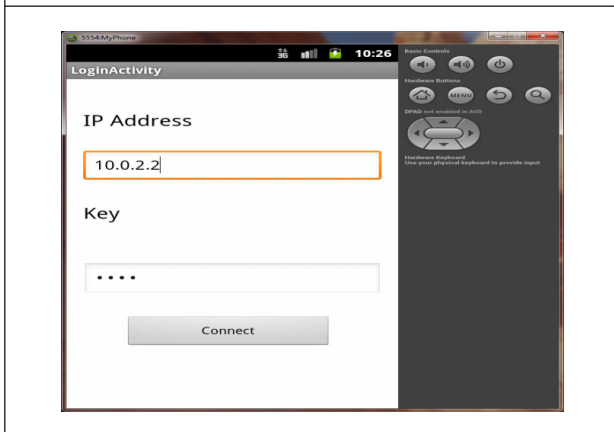 5554:MyPhone
3G 10:26
LoginActivity
IP Address
10.0.2.2
Key
••••
Connect
Basic Controls
Hardware Buttons
MENU
DPAD not enabled in AVD
Hardware Keyboard
Use your physical keyboard to provide input